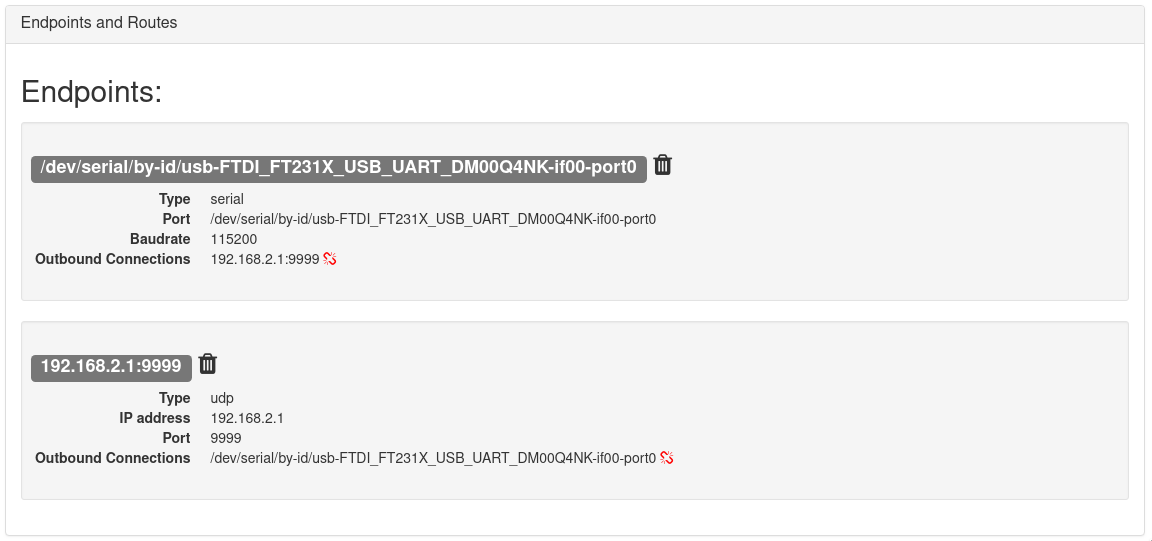 Endpoints and Routes
Endpoints:
/dev/serial/by-id/usb-FTDI_FT231X_USB_UART_DM00Q4NK-if00-port0
Type serial
Port /dev/serial/by-id/usb-FTDI_FT231X_USB_UART_DM00Q4NK-if00-port0
Baudrate 115200
Outbound Connections 192.168.2.1:9999
192.168.2.1:9999
Type udp
IP address 192.168.2.1
Port 9999
Outbound Connections /dev/serial/by-id/usb-FTDI_FT231X_USB_UART_DM00Q4NK-if00-port0